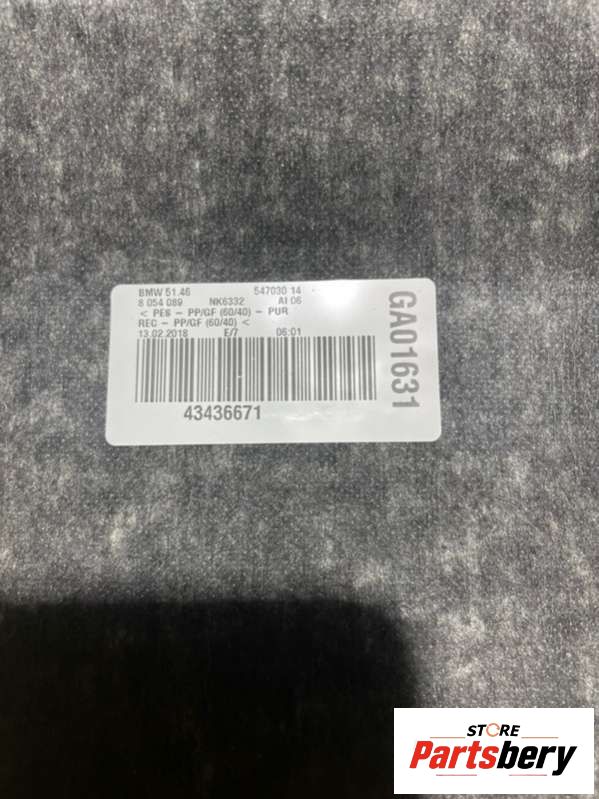 BMW 51.46 547030 14
8 054 089 NK6332 AI 06
< PES - PP/GF (60/40) - PUR
REC - PP/GF (60/40) <
13.02.2018 E/7 06:01
43436671
GA01631
STORE
Partsbery